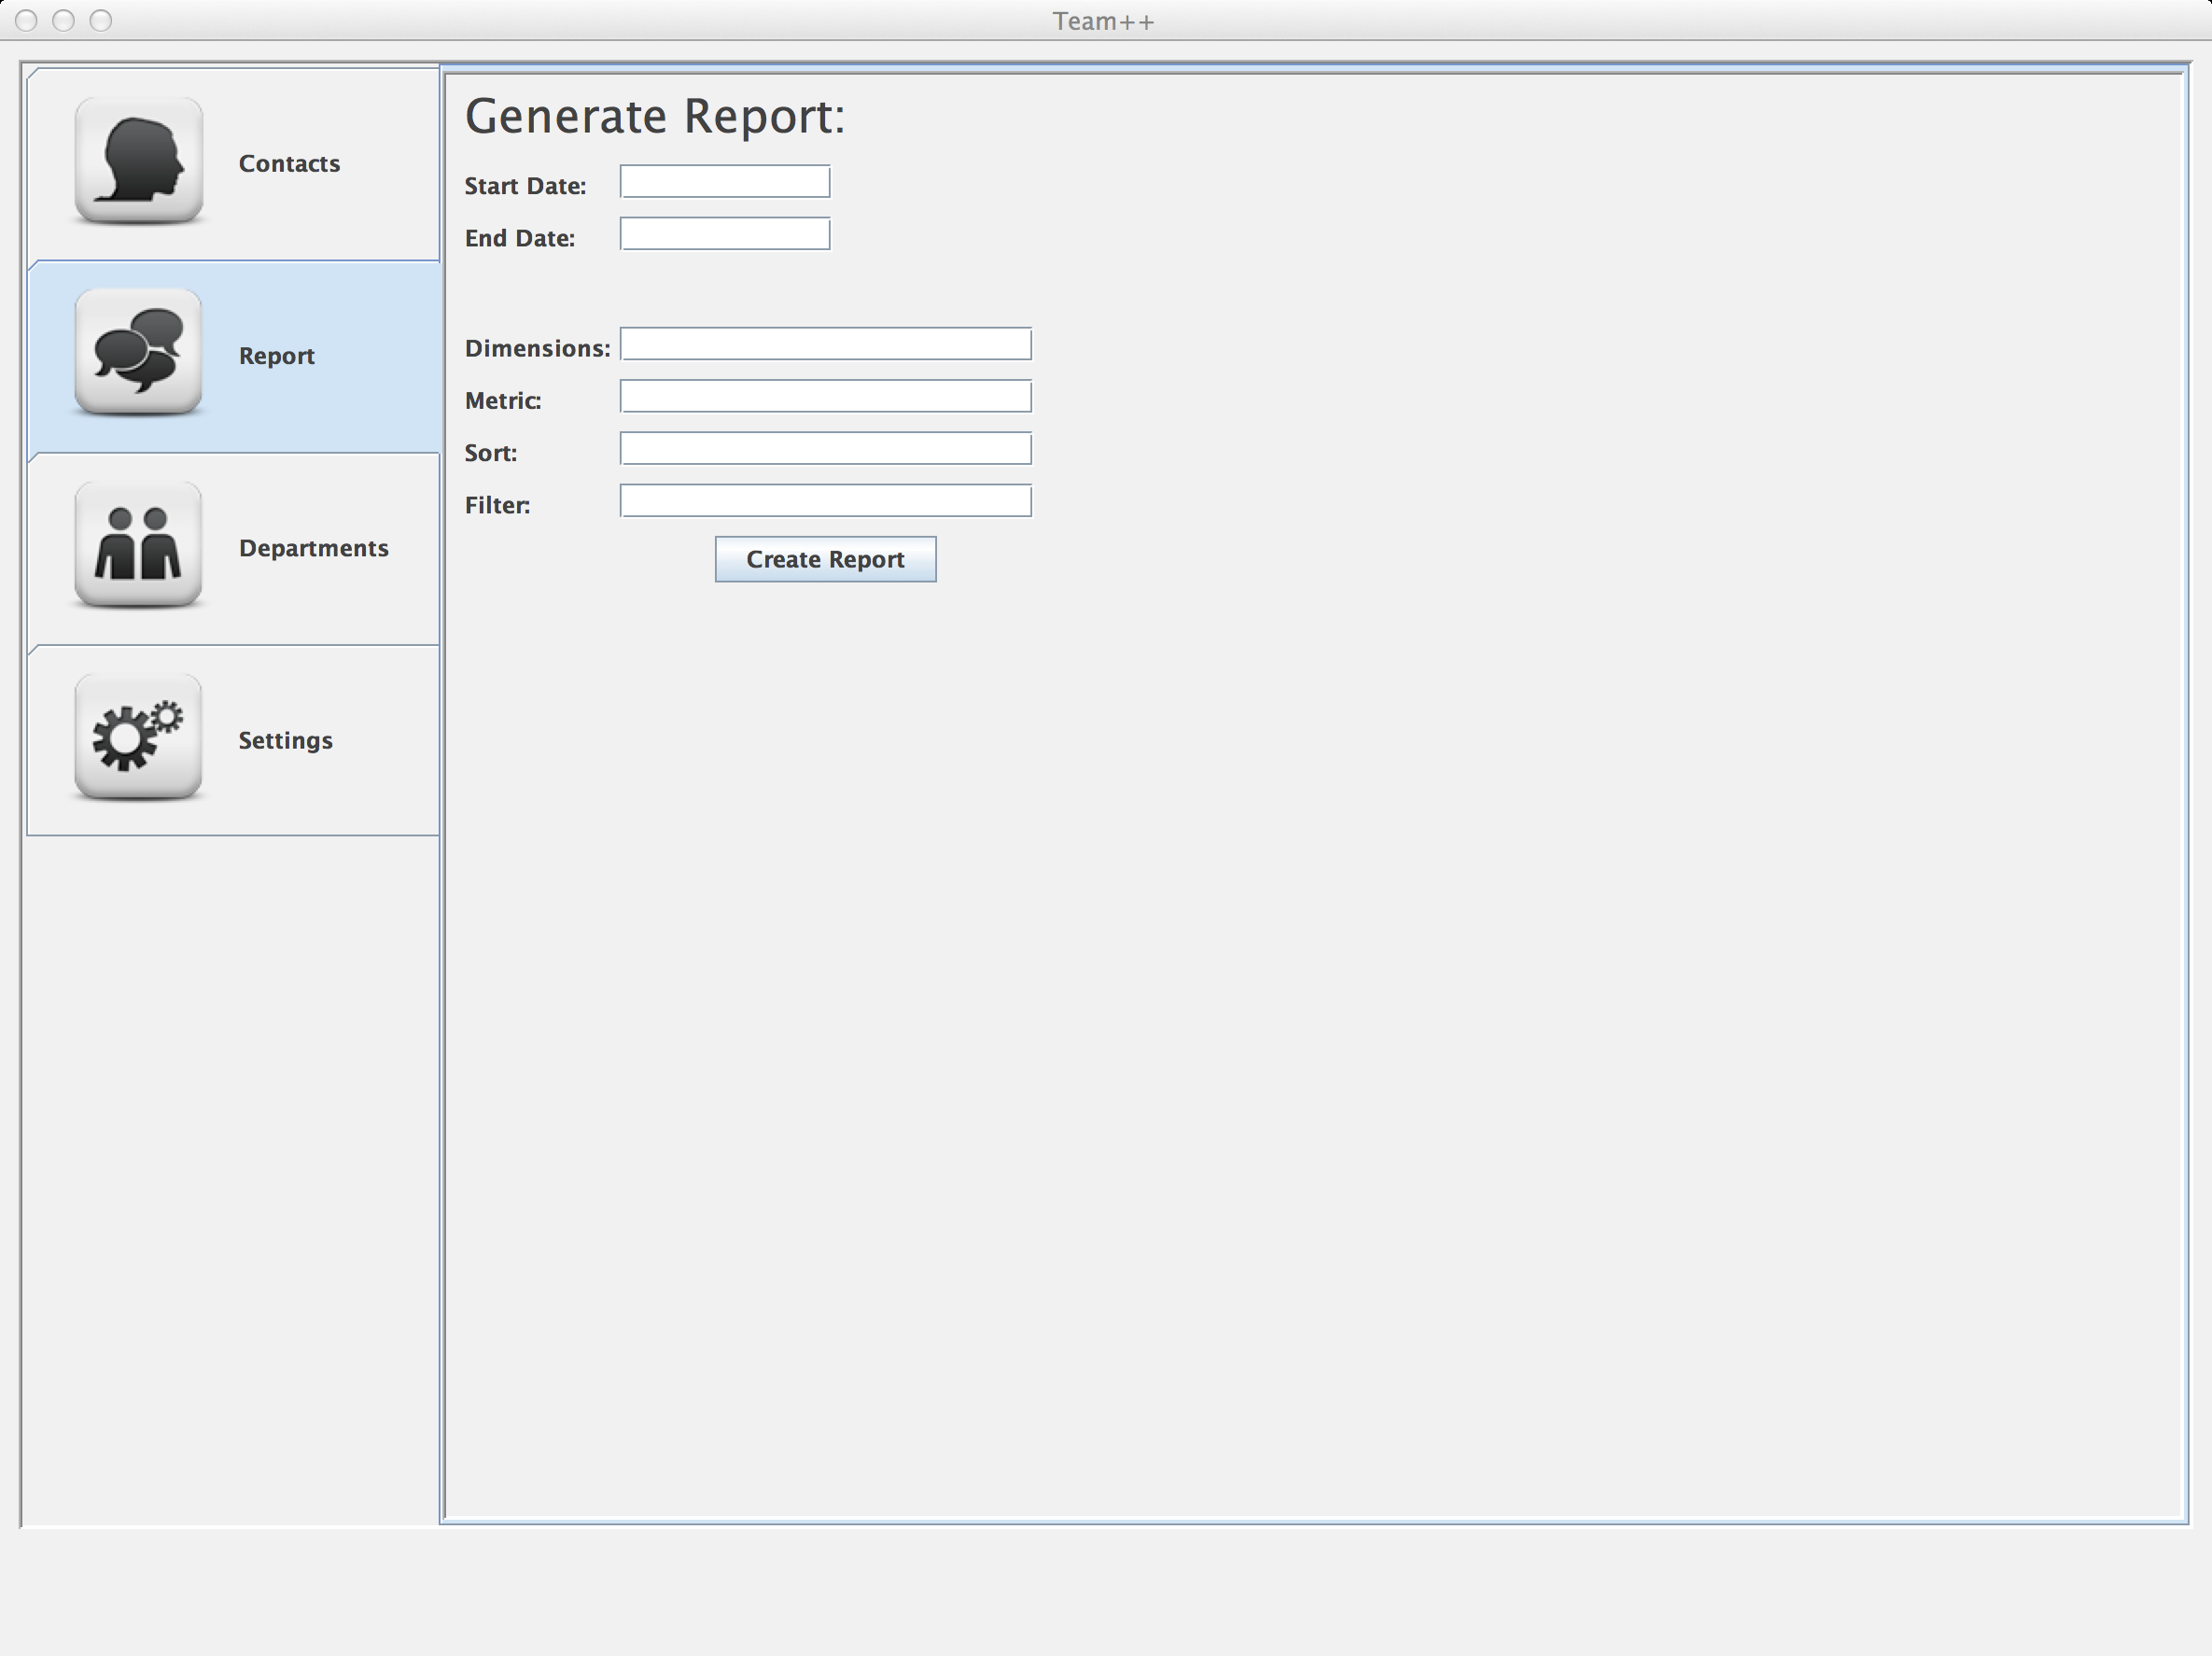 Team++
Contacts
Report
Departments
Settings
Generate Report:
Start Date:
End Date:
Dimensions:
Metric:
Sort:
Filter:
Create Report